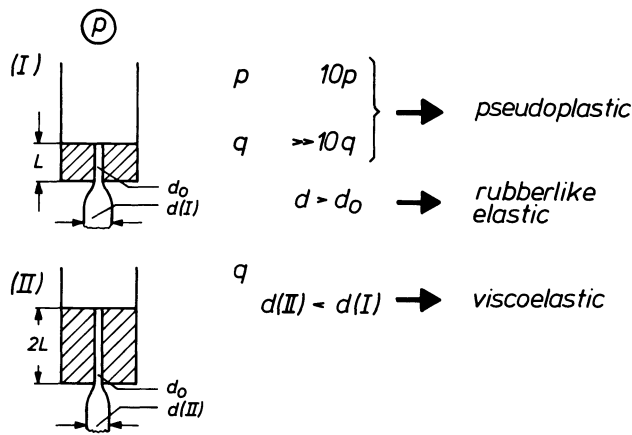 p
(I)
p 10p
pseudoplastic
q >>10q
L
d₀
d(I)
d > d₀
rubberlike
elastic
(II)
q
d(II) < d(I)
viscoelastic
2L
d₀
d(II)